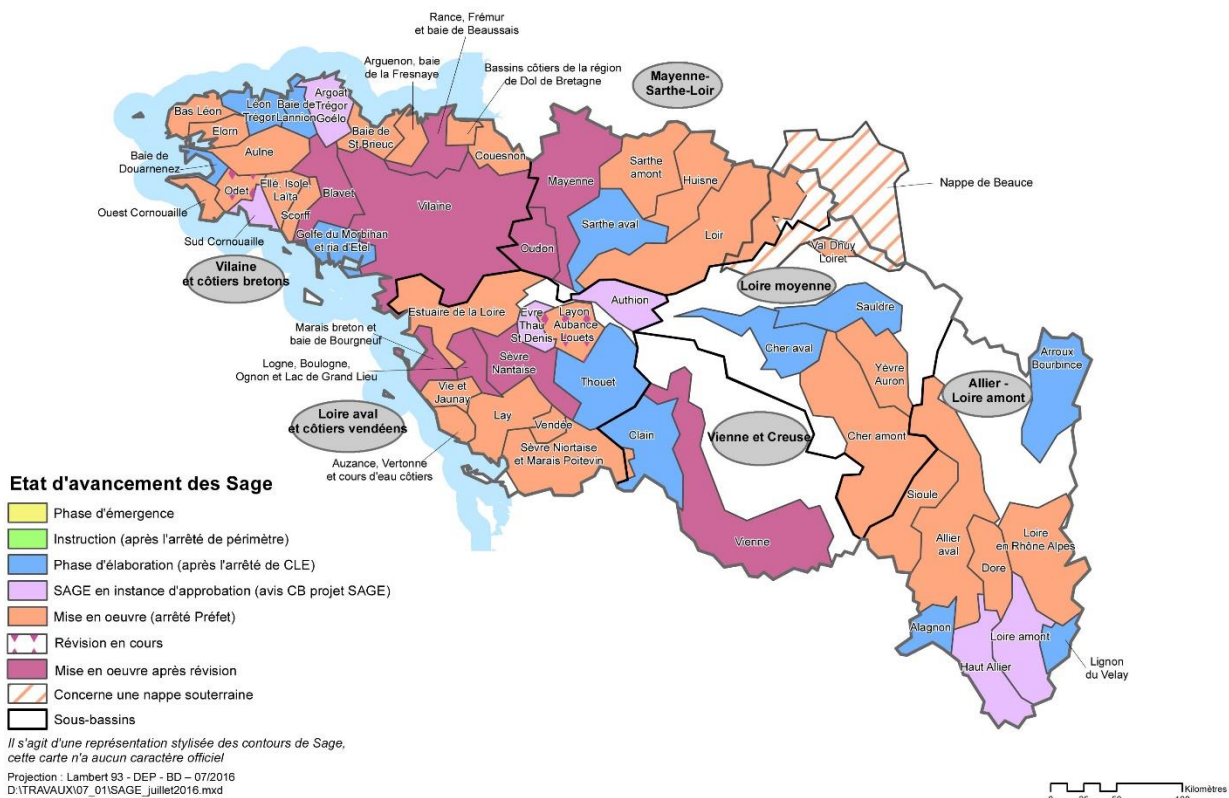 Rance, Frémur
et baie de Beaussais
Arguenon, baie
de la Fresnaye
Bassins côtiers de la région
de Dol de Bretagne
Mayenne-
Sarthe-Loir
Bas Léon
Léon
Trégor
Baie de
Lannion
Argoat
Trégor
Goëlo
Elorn
Aulne
Baie de
St Brieuc
Couesnon
Baie de
Douarnenez
Odet
Ellé, Isole,
Laïta
Scorff
Blavet
Vilaine
Ouest Cornouaille
Sud Cornouaille
Golfe du Morbihan
et ria d'Etel
Mayenne
Oudon
Sarthe
amont
Huisne
Sarthe aval
Loir
Nappe de Beauce
Val Dhuy
Loiret
Vilaine
et côtiers bretons
Loire moyenne
Estuaire de la Loire
Evre
Thau
St Denis
Layon
Aubance
Louets
Authion
Sauldre
Cher aval
Marais breton et
baie de Bourgneuf
Logne, Boulogne,
Ognon et Lac de Grand Lieu
Sèvre
Nantaise
Thouet
Yèvre
Auron
Arroux
Bourbince
Allier -
Loire amont
Vie et
Jaunay
Lay
Vendée
Loire aval
et côtiers vendéens
Auzance, Vertonne
et cours d'eau côtiers
Sèvre Niortaise
et Marais Poitevin
Clain
Vienne et Creuse
Cher amont
Vienne
Sioule
Allier
aval
Dore
Loire
en Rhône Alpes
Alagnon
Haut Allier
Loire amont
Lignon
du Velay
Etat d'avancement des Sage
Phase d'émergence
Instruction (après l'arrêté de périmètre)
Phase d'élaboration (après l'arrêté de CLE)
SAGE en instance d'approbation (avis CB projet SAGE)
Mise en oeuvre (arrêté Préfet)
Révision en cours
Mise en oeuvre après révision
Concerne une nappe souterraine
Sous-bassins
Il s'agit d'une représentation stylisée des contours de Sage,
cette carte n'a aucun caractère officiel
Projection : Lambert 93 - DEP - BD – 07/2016
D:\TRAVAUX\07_01\SAGE_juillet2016.mxd
Kilomètres